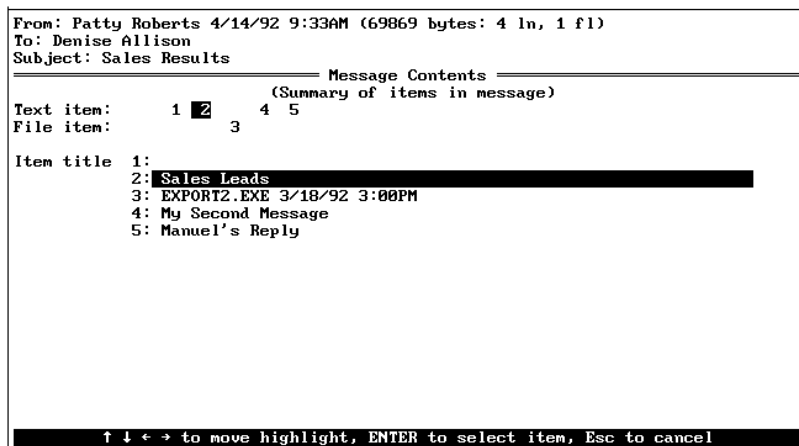 From: Patty Roberts 4/14/92 9:33AM (69869 bytes: 4 ln, 1 fl)
To: Denise Allison
Subject: Sales Results
Message Contents
(Summary of items in message)
Text item: 1 2 4 5
File item: 3
Item title 1:
2: Sales Leads
3: EXPORT2.EXE 3/18/92 3:00PM
4: My Second Message
5: Manuel's Reply
↑ ↓ ← → to move highlight, ENTER to select item, Esc to cancel